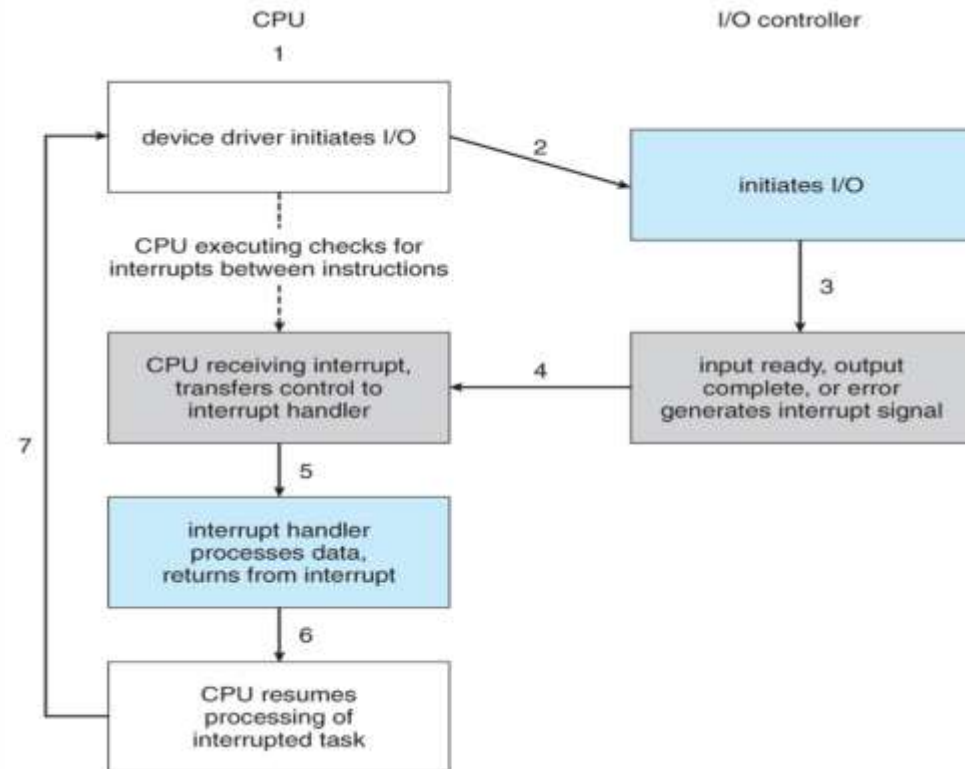 CPU
I/O controller
1
device driver initiates I/O
2
initiates I/O
CPU executing checks for
interrupts between instructions
3
CPU receiving interrupt,
transfers control to
interrupt handler
4
input ready, output
complete, or error
generates interrupt signal
7
5
interrupt handler
processes data,
returns from interrupt
6
CPU resumes
processing of
interrupted task